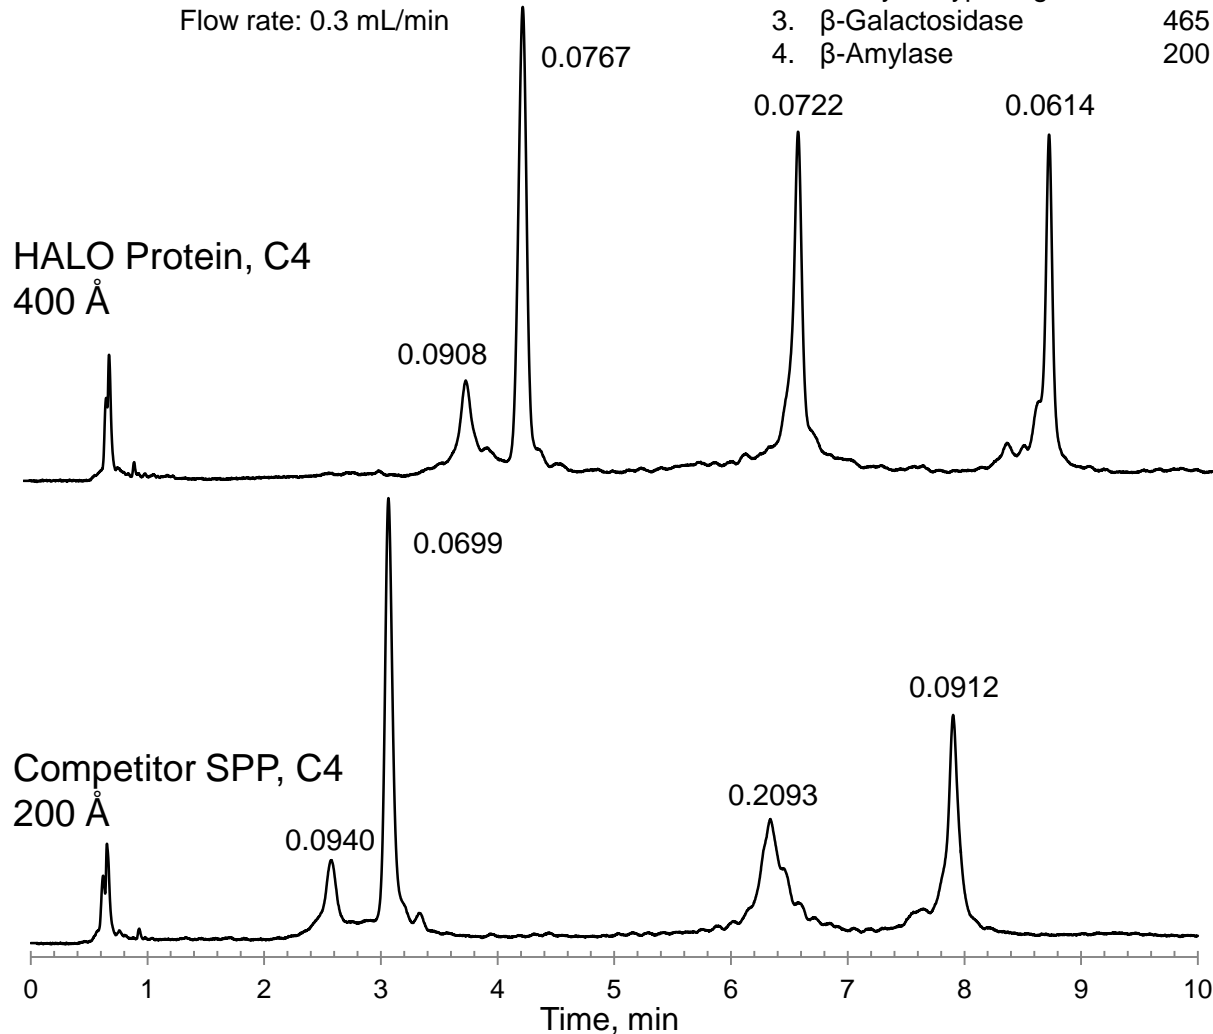 Flow rate: 0.3 mL/min
3. β-Galactosidase 465
4. β-Amylase 200
0.0767
0.0722
0.0614
HALO Protein, C4
400 Å
0.0908
0.0699
0.0912
Competitor SPP, C4
200 Å
0.2093
0.0940
0 1 2 3 4 5 6 7 8 9 10
Time, min